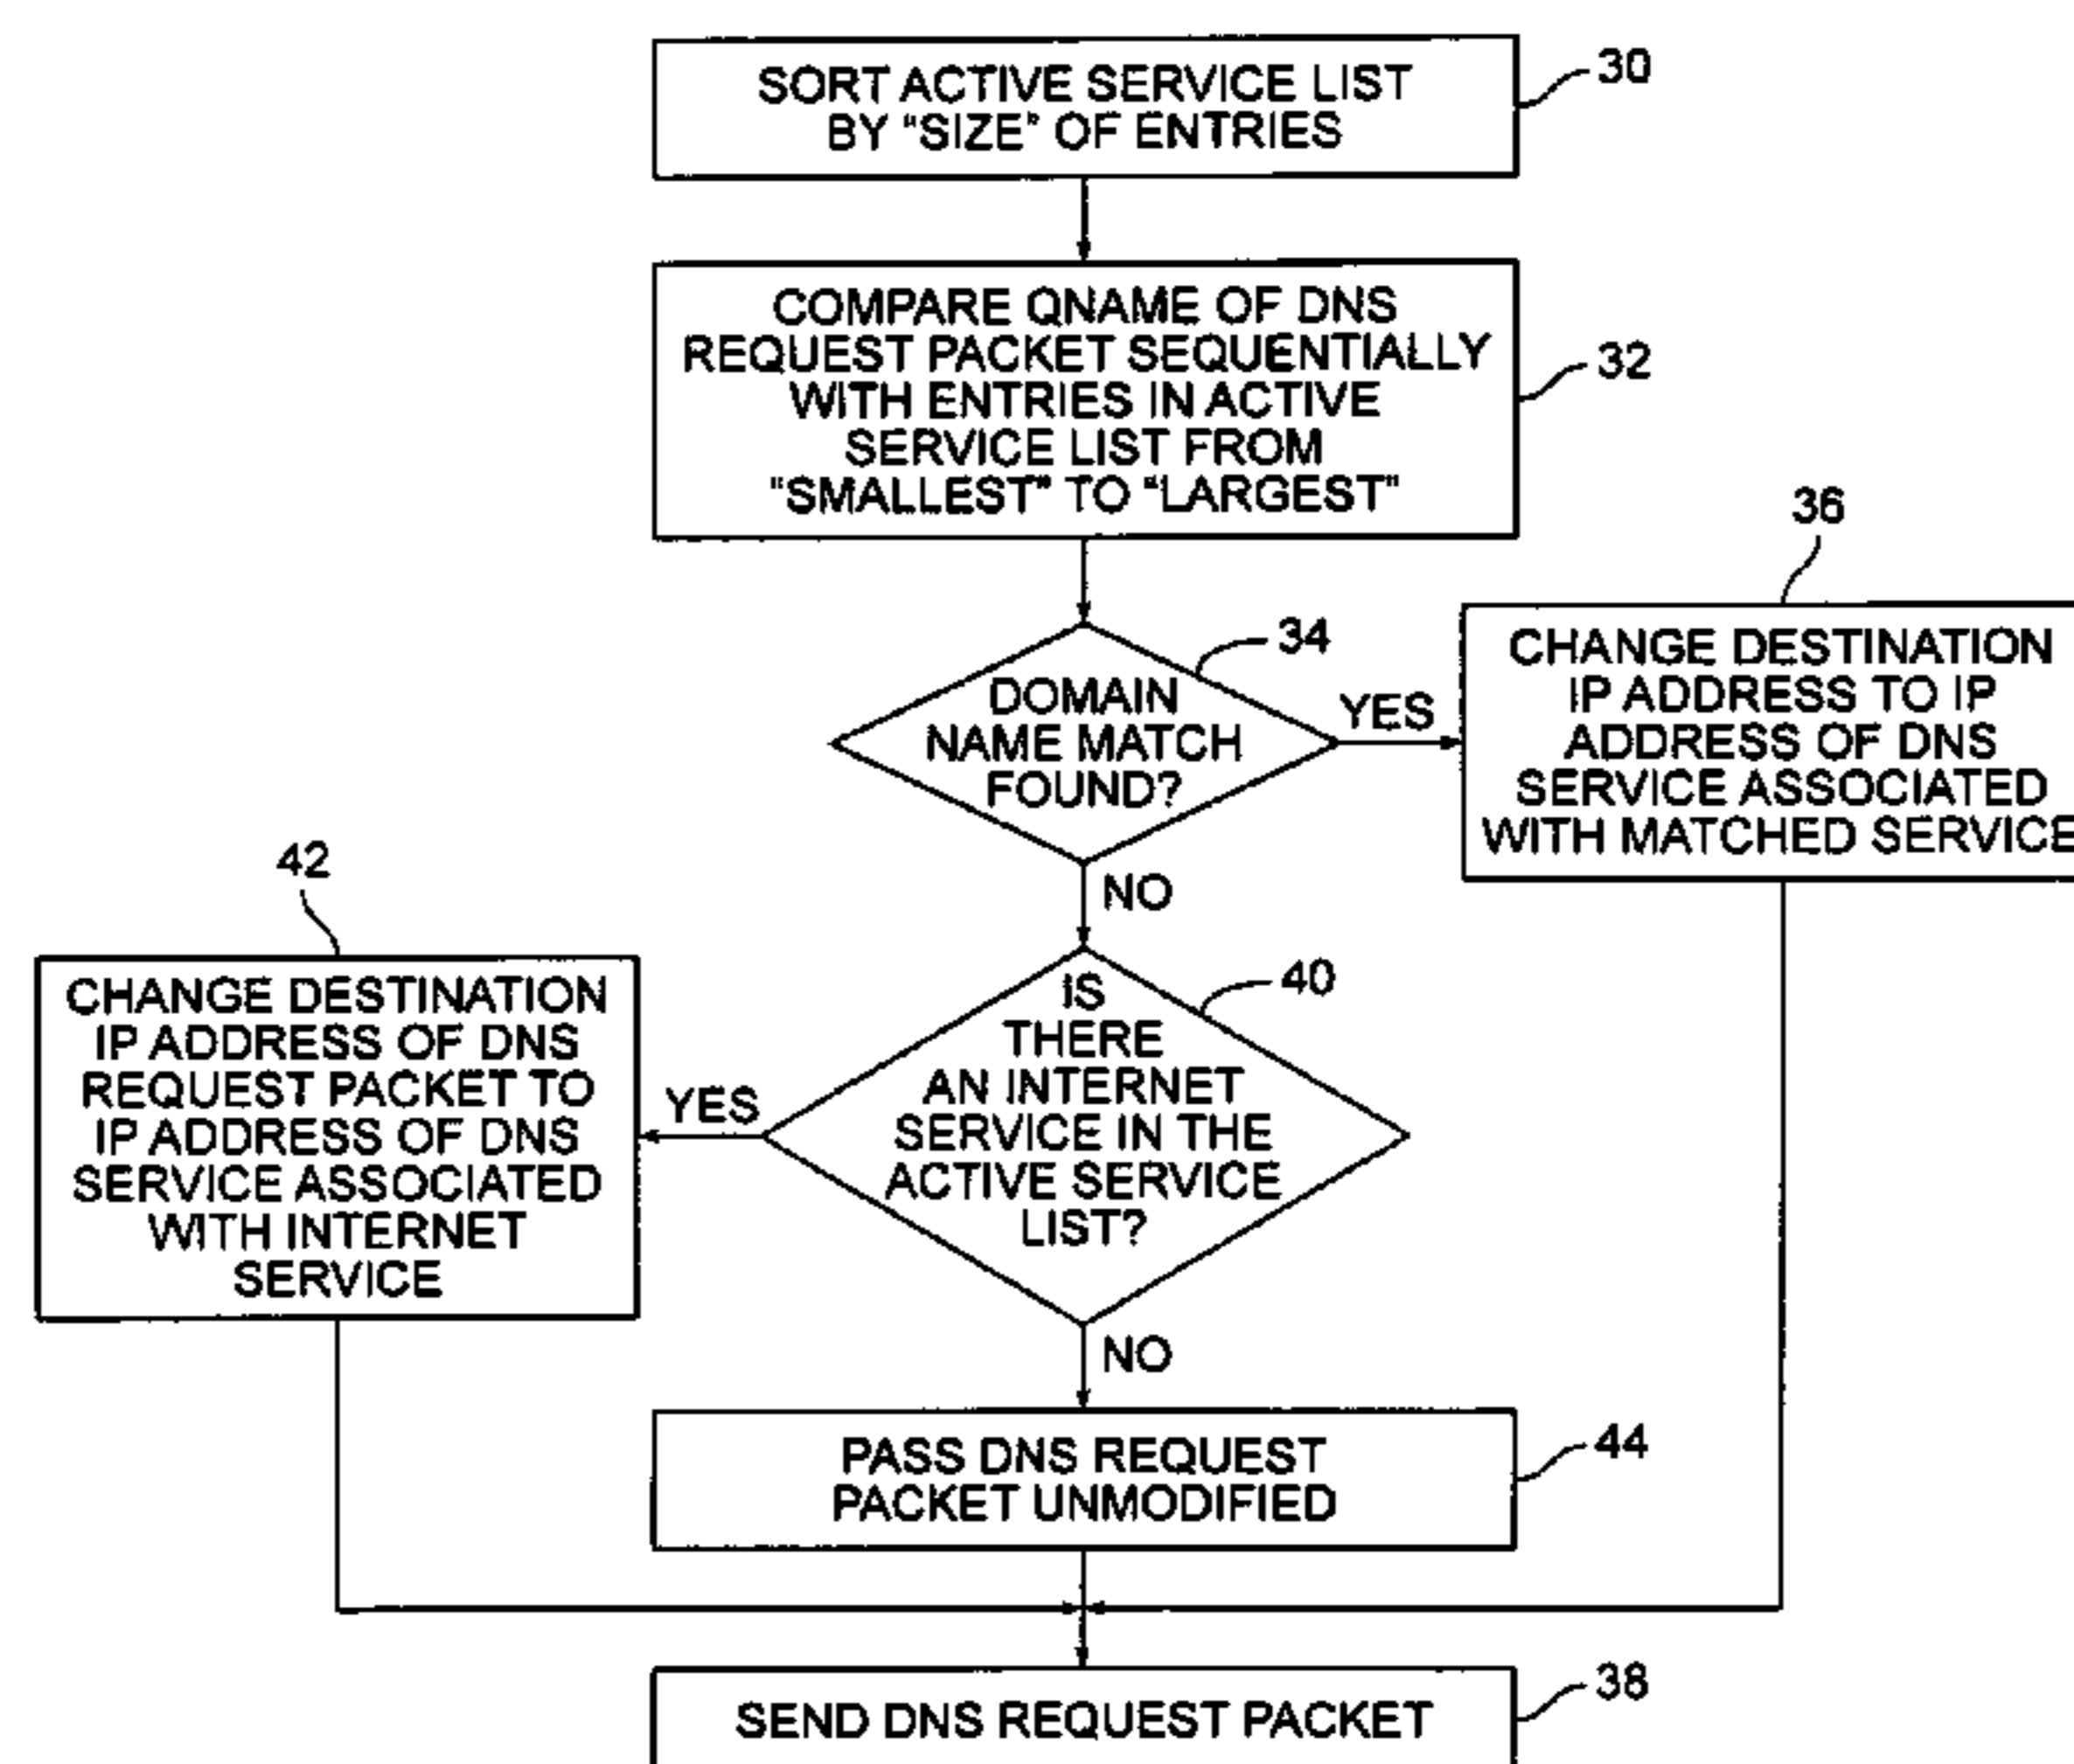 SORT ACTIVE SERVICE LIST
BY "SIZE" OF ENTRIES
30
COMPARE QNAME OF DNS
REQUEST PACKET SEQUENTIALLY
WITH ENTRIES IN ACTIVE
SERVICE LIST FROM
"SMALLEST" TO "LARGEST"
32
36
34
DOMAIN
NAME MATCH
FOUND?
YES
CHANGE DESTINATION
IP ADDRESS TO IP
ADDRESS OF DNS
SERVICE ASSOCIATED
WITH MATCHED SERVICE
NO
42
CHANGE DESTINATION
IP ADDRESS OF DNS
REQUEST PACKET TO
IP ADDRESS OF DNS
SERVICE ASSOCIATED
WITH INTERNET
SERVICE
YES
40
IS
THERE
AN INTERNET
SERVICE IN THE
ACTIVE SERVICE
LIST?
NO
PASS DNS REQUEST
PACKET UNMODIFIED
44
SEND DNS REQUEST PACKET
38